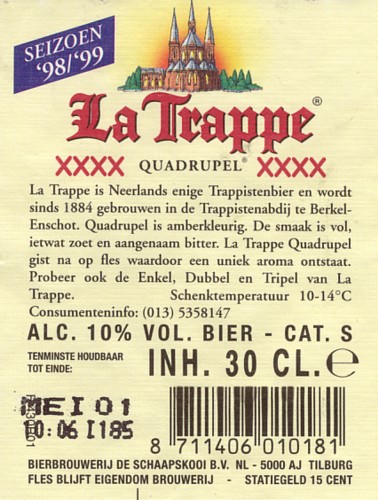 SEIZOEN
'98/'99
La Trappe®
XXXX QUADRUPEL® XXXX
La Trappe is Neerlands enige Trappistenbier en wordt
sinds 1884 gebrouwen in de Trappistenabdij te Berkel-
Enschot. Quadrupel is amberkleurig. De smaak is vol,
ietwat zoet en aangenaam bitter. La Trappe Quadrupel
gist na op fles waardoor een uniek aroma ontstaat.
Probeer ook de Enkel, Dubbel en Tripel van La
Trappe. Schenktemperatuur 10-14°C
Consumenteninfo: (013) 5358147
ALC. 10% VOL. BIER - CAT. S
TENMINSTE HOUDBAAR
TOT EINDE:
INH. 30 CL. ℮
MEI 01
10:06 I185
8 711406 010181
BIERBROUWERIJ DE SCHAAPSKOOI B.V. NL - 5000 AJ TILBURG
FLES BLIJFT EIGENDOM BROUWERIJ - STATIEGELD 15 CENT